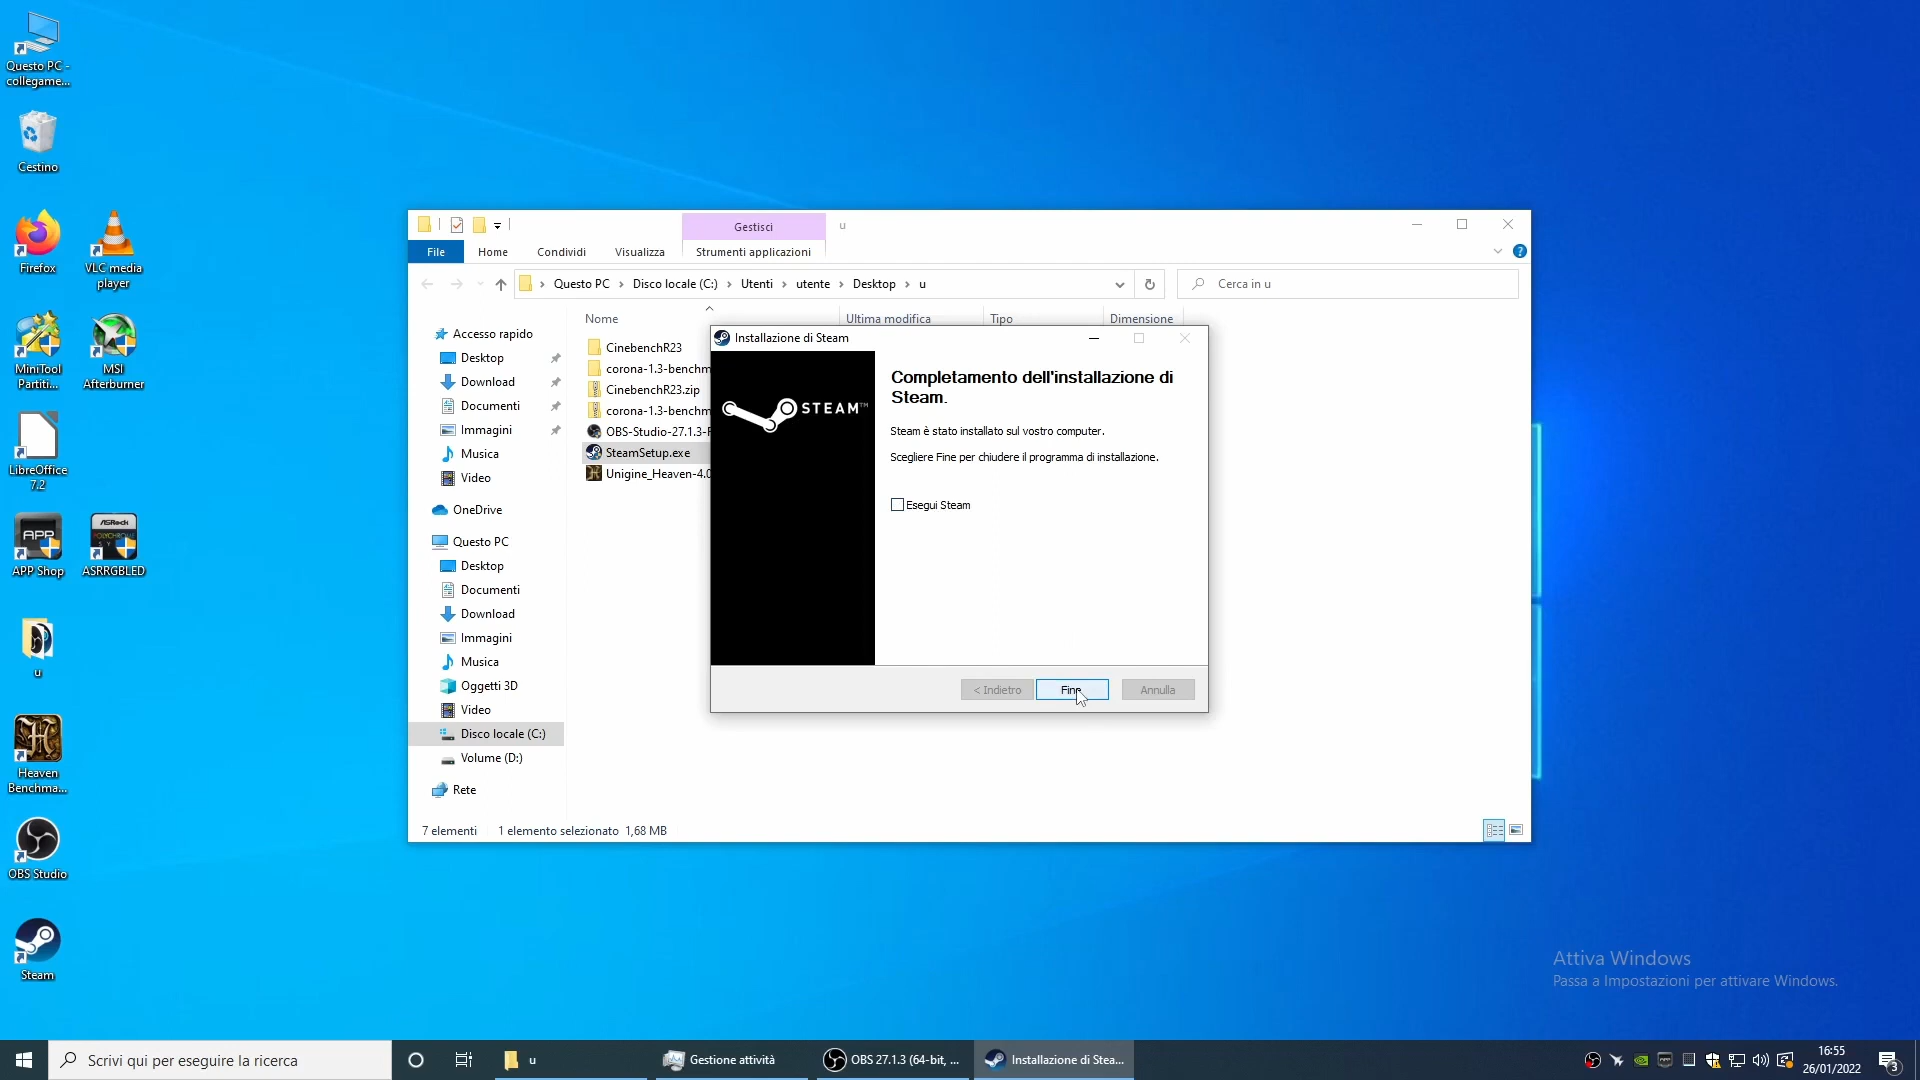 Questo PC -
collegame...
Cestino
Firefox
VLC media
player
MiniTool
Partiti...
MSI
Afterburner
LibreOffice
7.2
APP
APP Shop
ASRock
POLYCHROME
ASRRGBLED
u
Heaven
Benchma...
OBS Studio
Steam
Gestisci
u
File
Home
Condividi
Visualizza
Strumenti applicazioni
Questo PC
Disco locale (C:)
Utenti
utente
Desktop
u
Cerca in u
Nome
Ultima modifica
Tipo
Dimensione
Accesso rapido
Desktop
Download
Documenti
Immagini
Musica
Video
OneDrive
Questo PC
Desktop
Documenti
Download
Immagini
Musica
Oggetti 3D
Video
Disco locale (C:)
Volume (D:)
Rete
CinebenchR23
corona-1.3-benchm
CinebenchR23.zip
corona-1.3-benchm
OBS-Studio-27.1.3-F
SteamSetup.exe
Unigine_Heaven-4.0
7 elementi
1 elemento selezionato 1,68 MB
Installazione di Steam
STEAM™
Completamento dell'installazione di
Steam.
Steam è stato installato sul vostro computer.
Scegliere Fine per chiudere il programma di installazione.
Esegui Steam
< Indietro
Fine
Annulla
Attiva Windows
Passa a Impostazioni per attivare Windows.
Scrivi qui per eseguire la ricerca
u
Gestione attività
OBS 27.1.3 (64-bit, ...
Installazione di Stea...
16:55
26/01/2022
3